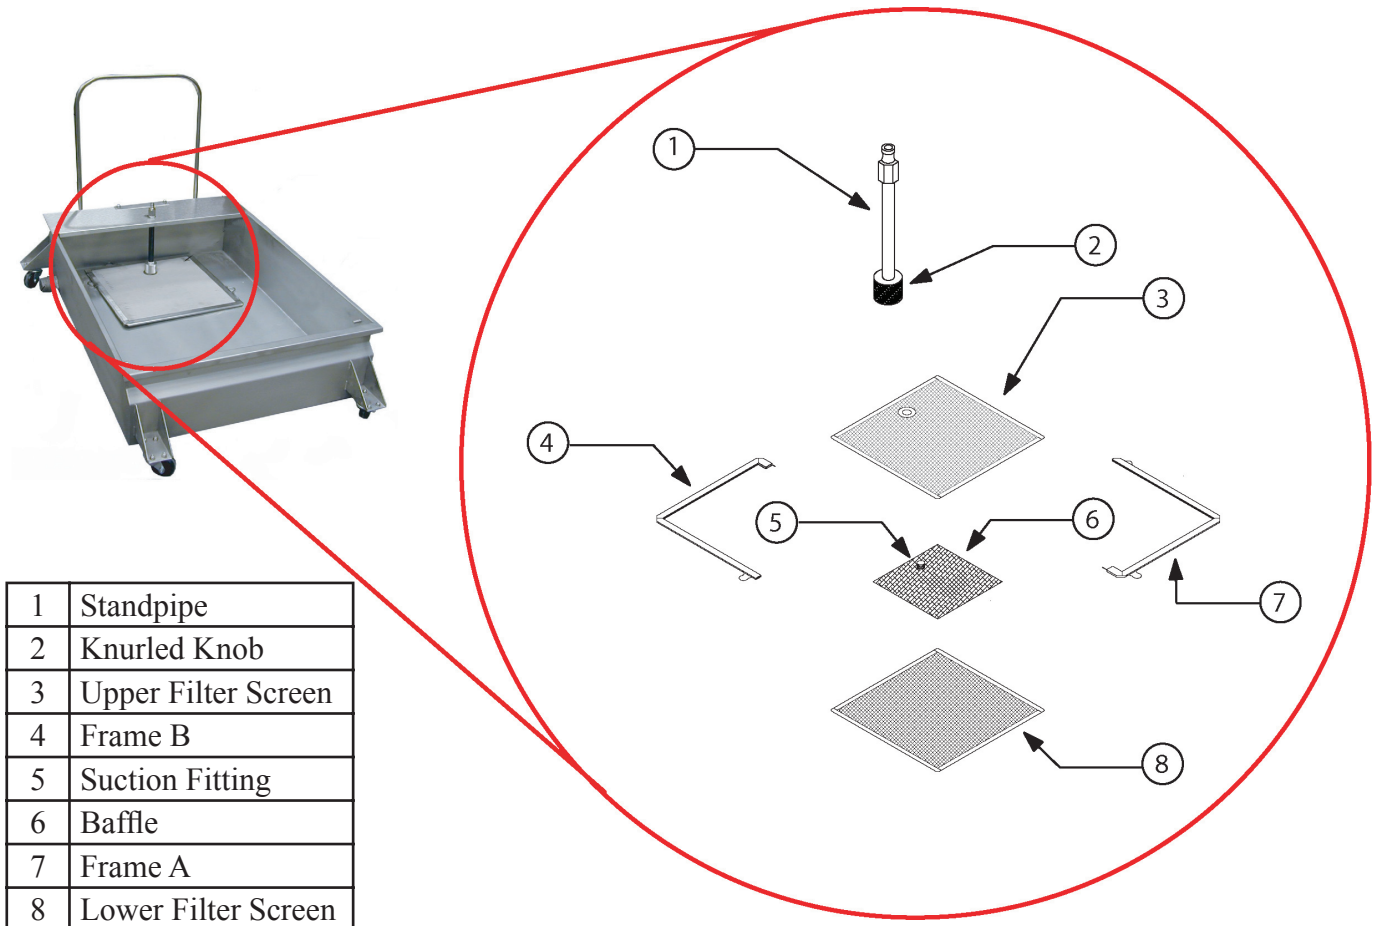 1
2
3
4
5
6
7
8
1 Standpipe
2 Knurled Knob
3 Upper Filter Screen
4 Frame B
5 Suction Fitting
6 Baffle
7 Frame A
8 Lower Filter Screen